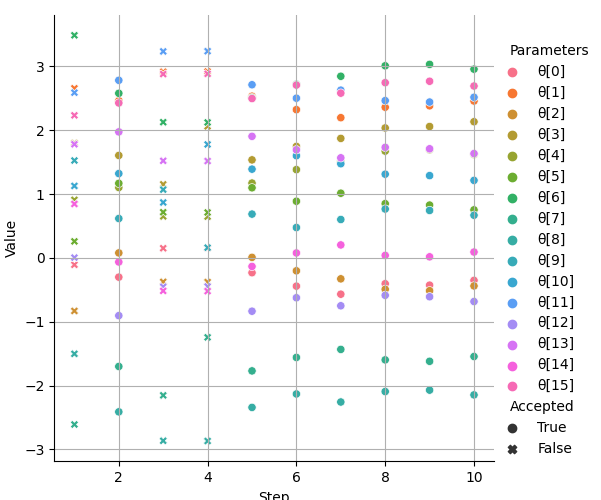 Value
3
2
1
0
−1
−2
−3
2
4
6
8
10
Step
Parameters
θ[0]
θ[1]
θ[2]
θ[3]
θ[4]
θ[5]
θ[6]
θ[7]
θ[8]
θ[9]
θ[10]
θ[11]
θ[12]
θ[13]
θ[14]
θ[15]
Accepted
True
False